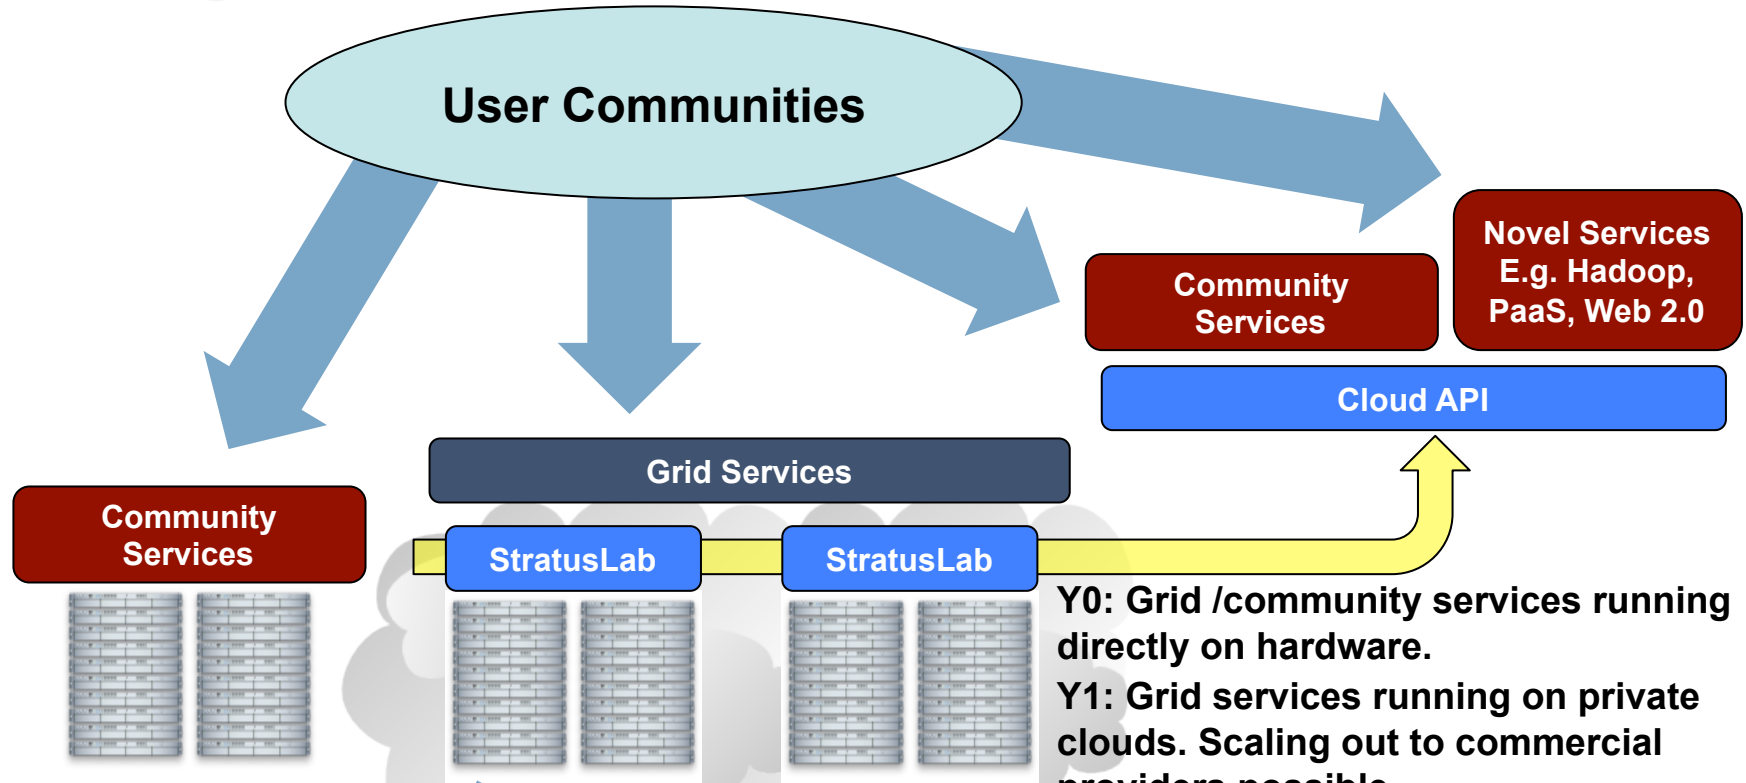 User Communities
Novel Services
E.g. Hadoop,
PaaS, Web 2.0
Community
Services
Cloud API
Grid Services
Community
Services
StratusLab
StratusLab
Y0: Grid /community services running
directly on hardware.
Y1: Grid services running on private
clouds. Scaling out to commercial
providers possible